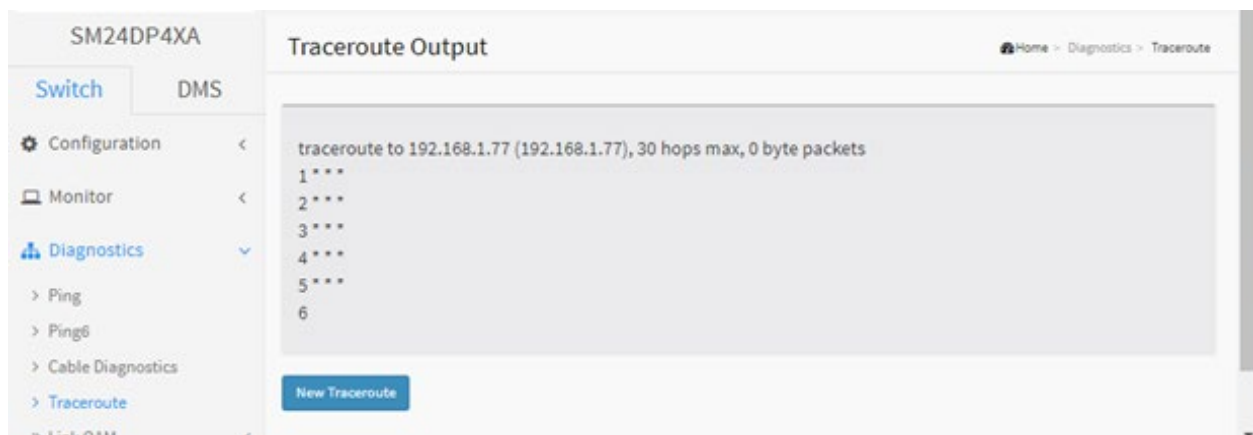 SM24DP4XA
Switch DMS
Configuration
Monitor
Diagnostics
> Ping
> Ping6
> Cable Diagnostics
> Traceroute
Traceroute Output
Home > Diagnostics > Traceroute
traceroute to 192.168.1.77 (192.168.1.77), 30 hops max, 0 byte packets
1 * * *
2 * * *
3 * * *
4 * * *
5 * * *
6
New Traceroute